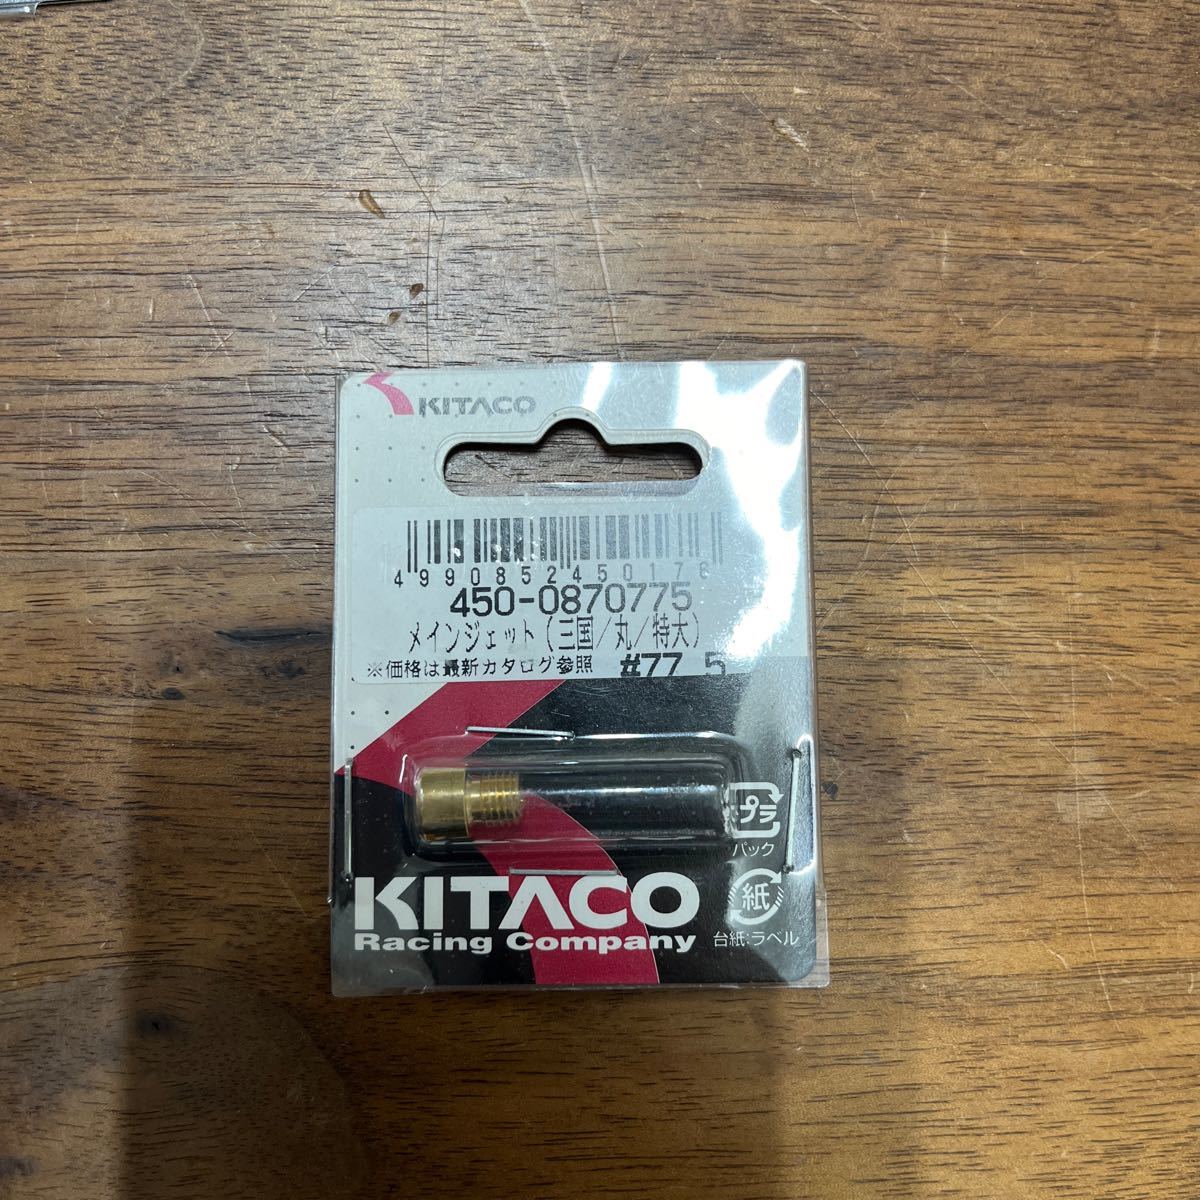 KITACO
4990852450178
450-0870775
メインジェット(三国/丸/特大)
※価格は最新カタログ参照 #77.5
プラ
パック
紙
台紙:ラベル
KITACO
Racing Company